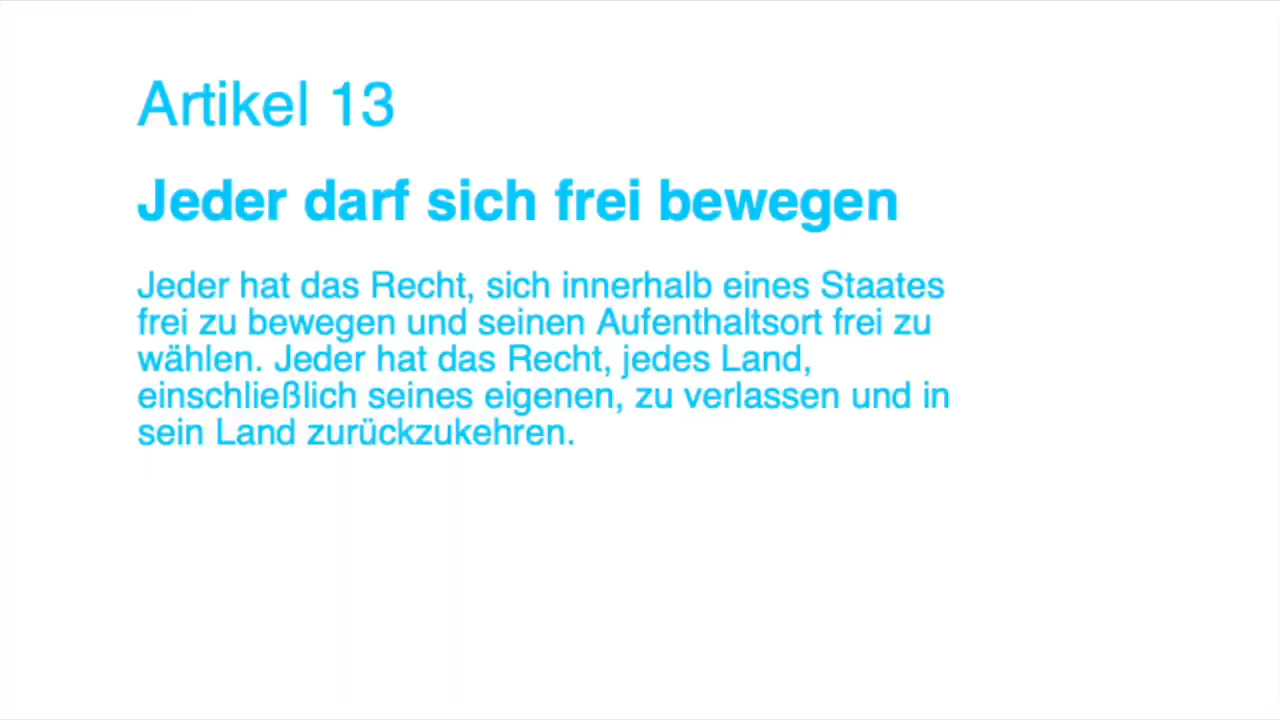 Artikel 13
Jeder darf sich frei bewegen
Jeder hat das Recht, sich innerhalb eines Staates
frei zu bewegen und seinen Aufenthaltsort frei zu
wählen. Jeder hat das Recht, jedes Land,
einschließlich seines eigenen, zu verlassen und in
sein Land zurückzukehren.